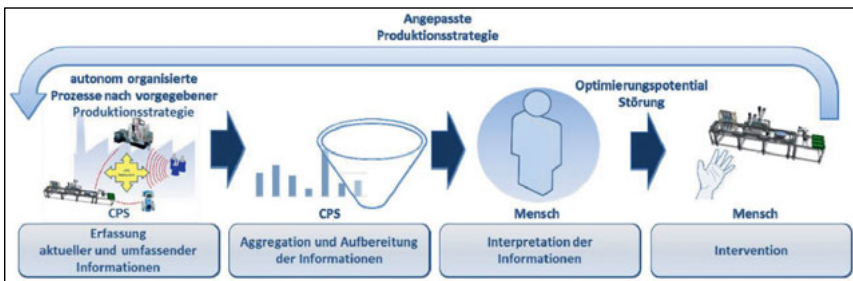 Angepasste
Produktionsstrategie
autonom organisierte
Prozesse nach vorgegebener
Produktionsstrategie
Optimierungspotential
Störung
CPS
CPS
Mensch
Mensch
Erfassung
aktueller und umfassender
Informationen
Aggregation und Aufbereitung
der Informationen
Interpretation der
Informationen
Intervention